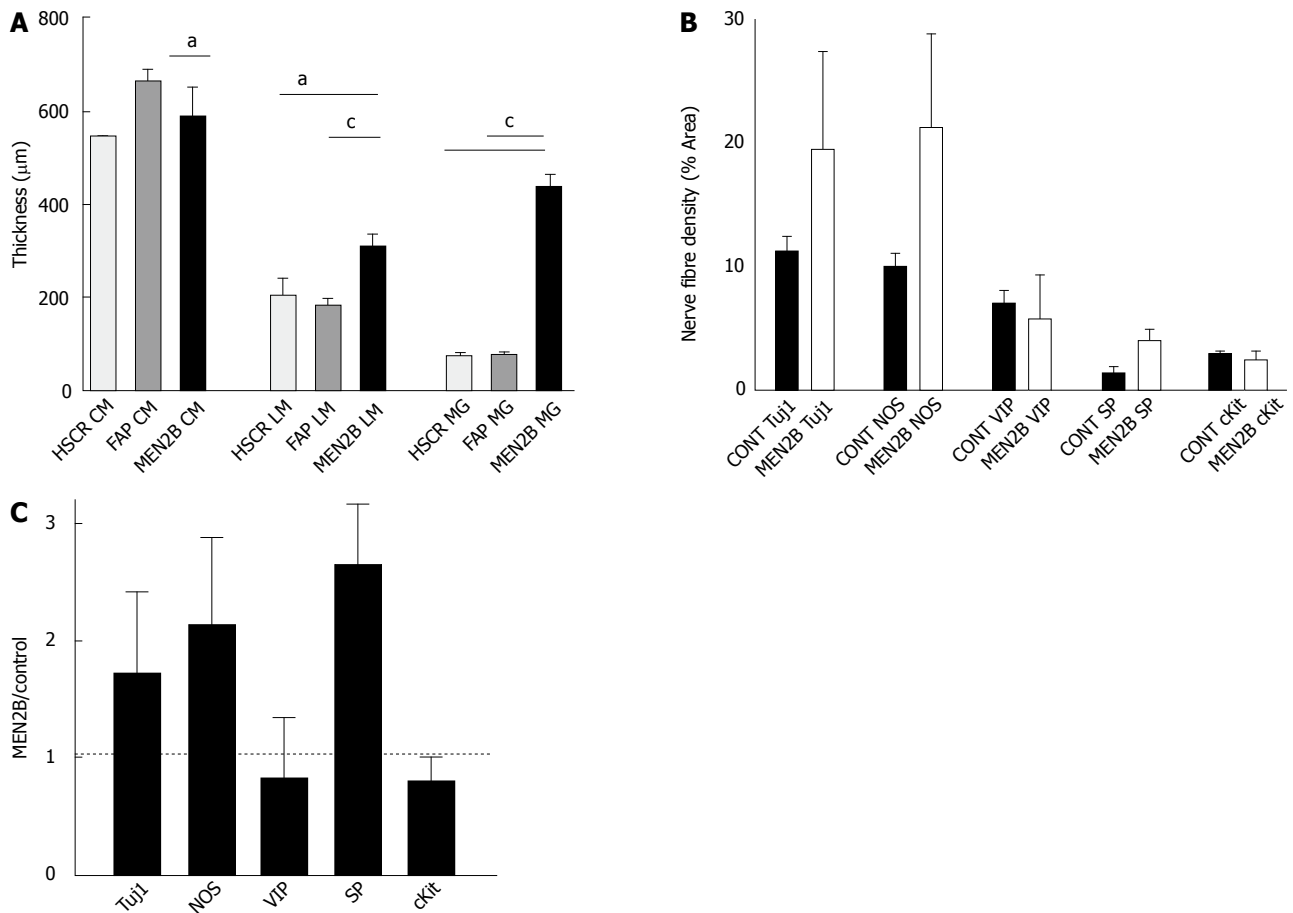 A
800
600
400
200
0
Thickness (μm)
a
a
c
c
HSCR CM
FAP CM
MEN2B CM
HSCR LM
FAP LM
MEN2B LM
HSCR MG
FAP MG
MEN2B MG
B
30
20
10
0
Nerve fibre density (% Area)
CONT Tuj1
MEN2B Tuj1
CONT NOS
MEN2B NOS
CONT VIP
MEN2B VIP
CONT SP
MEN2B SP
CONT cKit
MEN2B cKit
C
3
2
1
0
MEN2B/control
Tuj1
NOS
VIP
SP
cKit